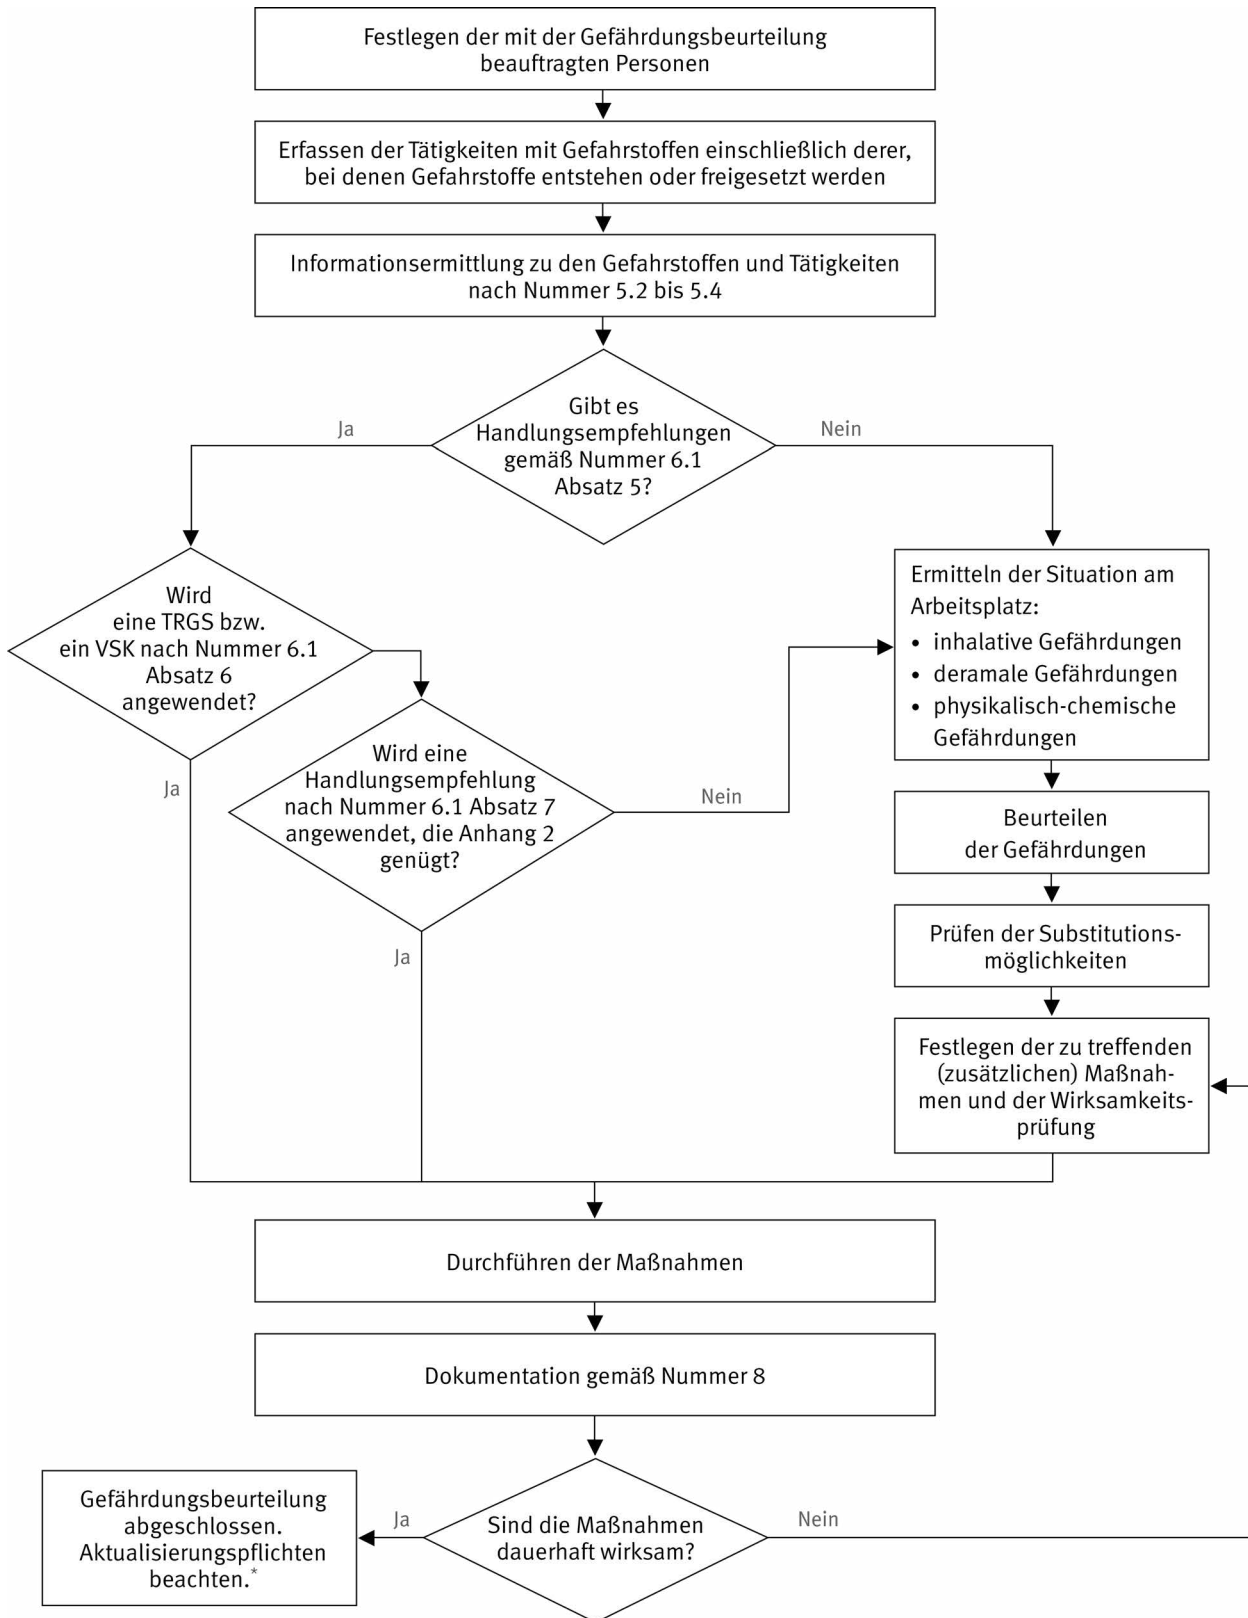 Festlegen der mit der Gefährdungsbeurteilung
beauftragten Personen
Erfassen der Tätigkeiten mit Gefahrstoffen einschließlich derer,
bei denen Gefahrstoffe entstehen oder freigesetzt werden
Informationsermittlung zu den Gefahrstoffen und Tätigkeiten
nach Nummer 5.2 bis 5.4
Gibt es
Handlungsempfehlungen
gemäß Nummer 6.1
Absatz 5?
Ja
Nein
Wird
eine TRGS bzw.
ein VSK nach Nummer 6.1
Absatz 6
angewendet?
Ja
Wird eine
Handlungsempfehlung
nach Nummer 6.1 Absatz 7
angewendet, die Anhang 2
genügt?
Nein
Ja
Ermitteln der Situation am
Arbeitsplatz:
• inhalative Gefährdungen
• deramale Gefährdungen
• physikalisch-chemische
Gefährdungen
Beurteilen
der Gefährdungen
Prüfen der Substitutions-
möglichkeiten
Festlegen der zu treffenden
(zusätzlichen) Maßnah-
men und der Wirksamkeits-
prüfung
Durchführen der Maßnahmen
Dokumentation gemäß Nummer 8
Sind die Maßnahmen
dauerhaft wirksam?
Ja
Nein
Gefährdungsbeurteilung
abgeschlossen.
Aktualisierungspflichten
beachten.*